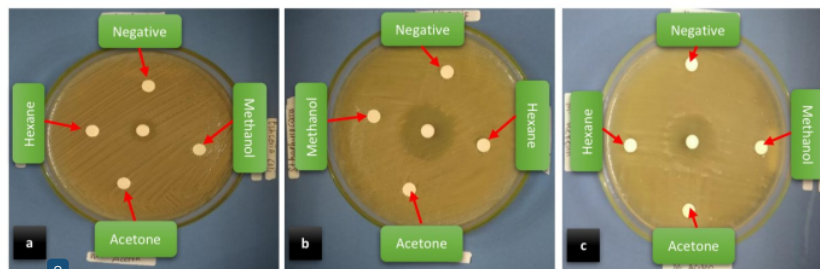 Negative
Hexane
Methanol
Acetone
a
Negative
Methanol
Hexane
Acetone
b
Negative
Hexane
Methanol
Acetone
c